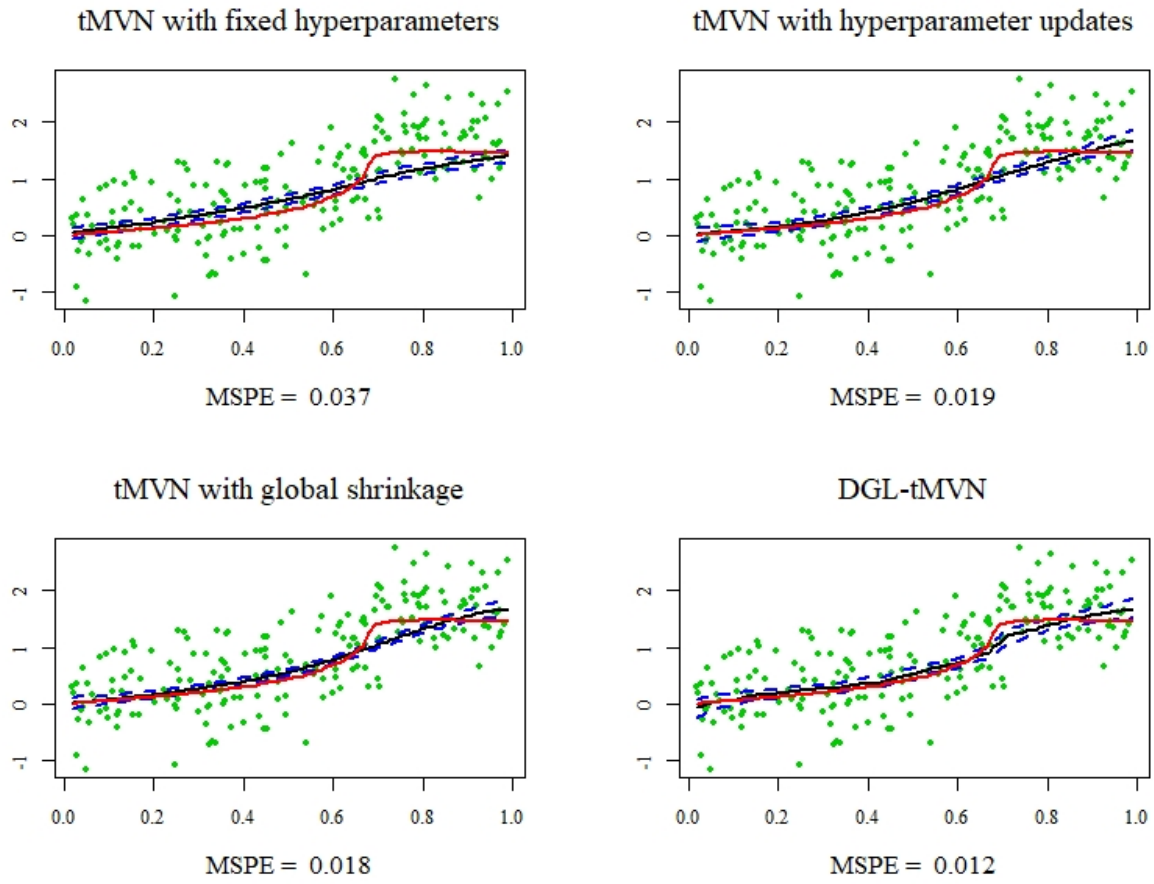 tMVN with fixed hyperparameters
2
1
0
-1
0.0 0.2 0.4 0.6 0.8 1.0
MSPE = 0.037
tMVN with hyperparameter updates
2
1
0
-1
0.0 0.2 0.4 0.6 0.8 1.0
MSPE = 0.019
tMVN with global shrinkage
2
1
0
-1
0.0 0.2 0.4 0.6 0.8 1.0
MSPE = 0.018
DGL-tMVN
2
1
0
-1
0.0 0.2 0.4 0.6 0.8 1.0
MSPE = 0.012